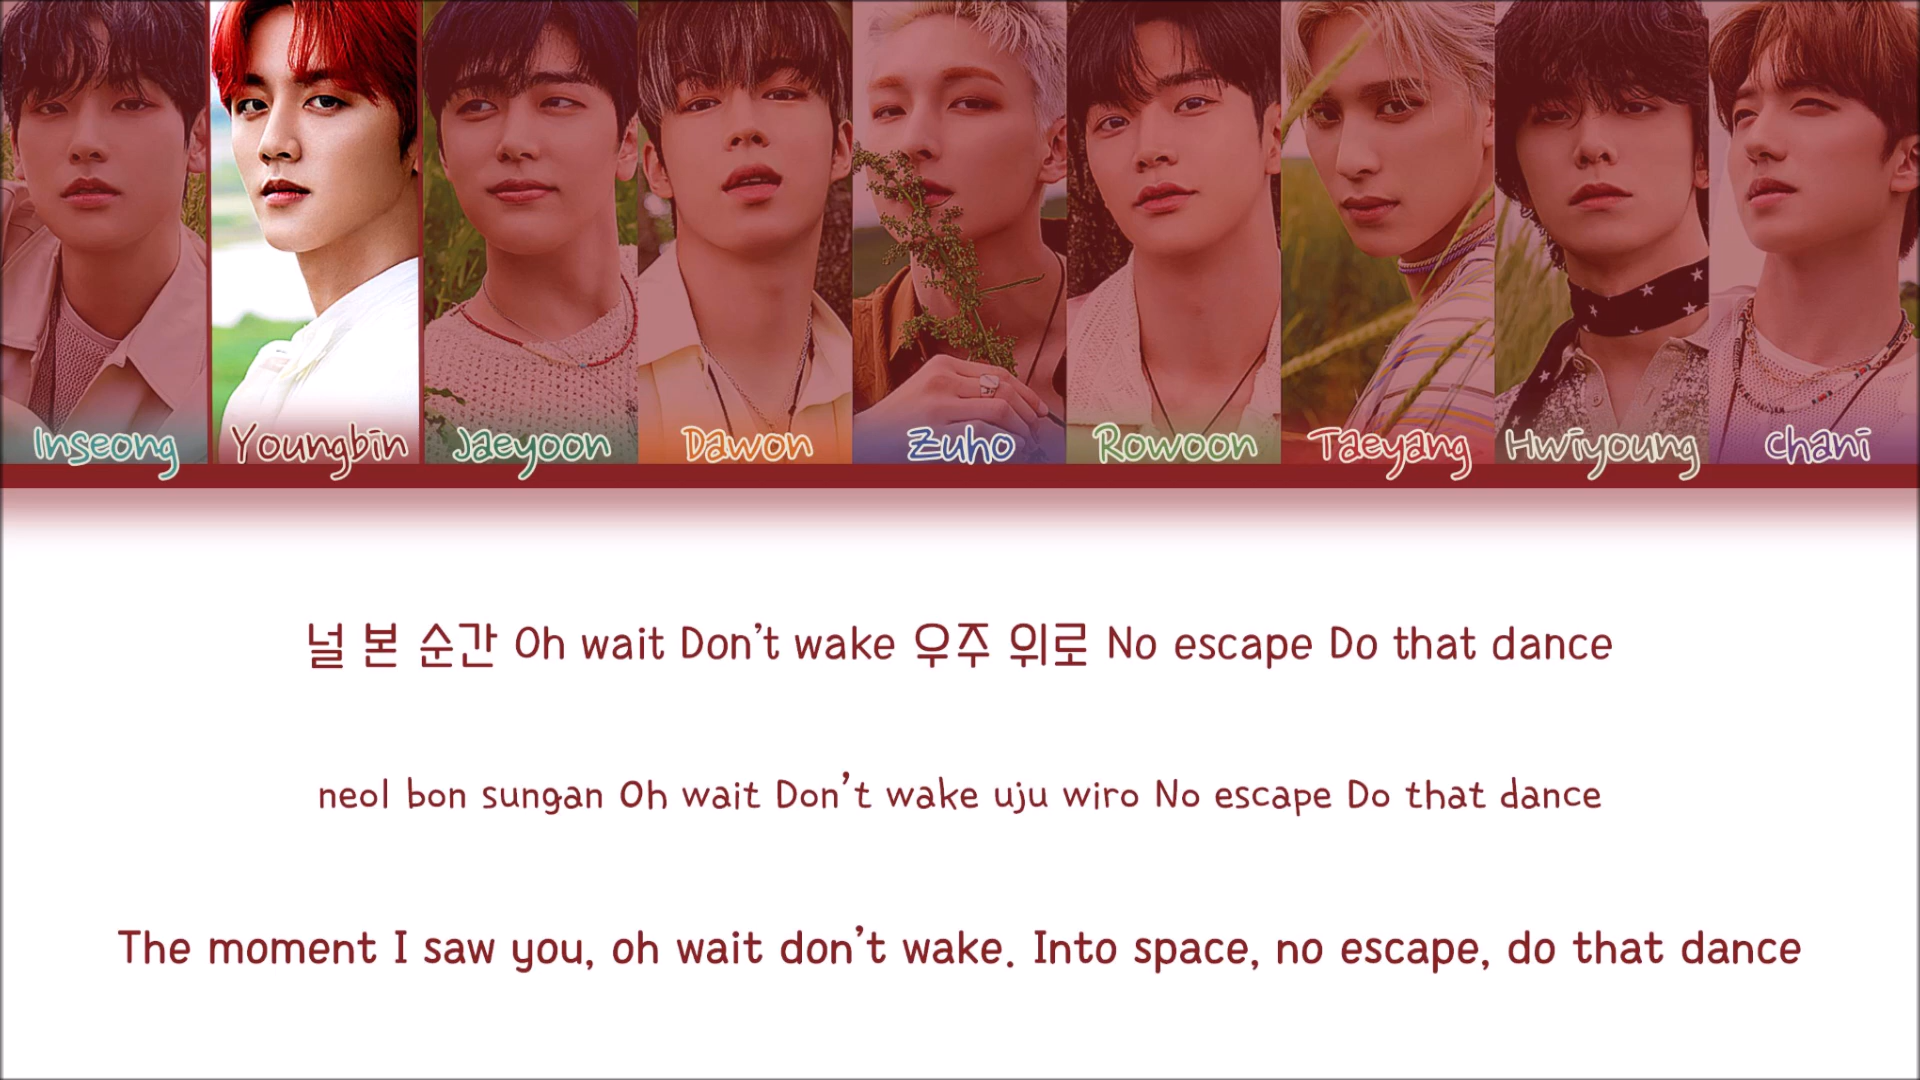 Inseong Youngbin Jaeyoon Dawon Zuho Rowoon Taeyang Hwiyoung Chani
널 본 순간 Oh wait Don't wake 우주 위로 No escape Do that dance
neol bon sungan Oh wait Don't wake uju wiro No escape Do that dance
The moment I saw you, oh wait don't wake. Into space, no escape, do that dance